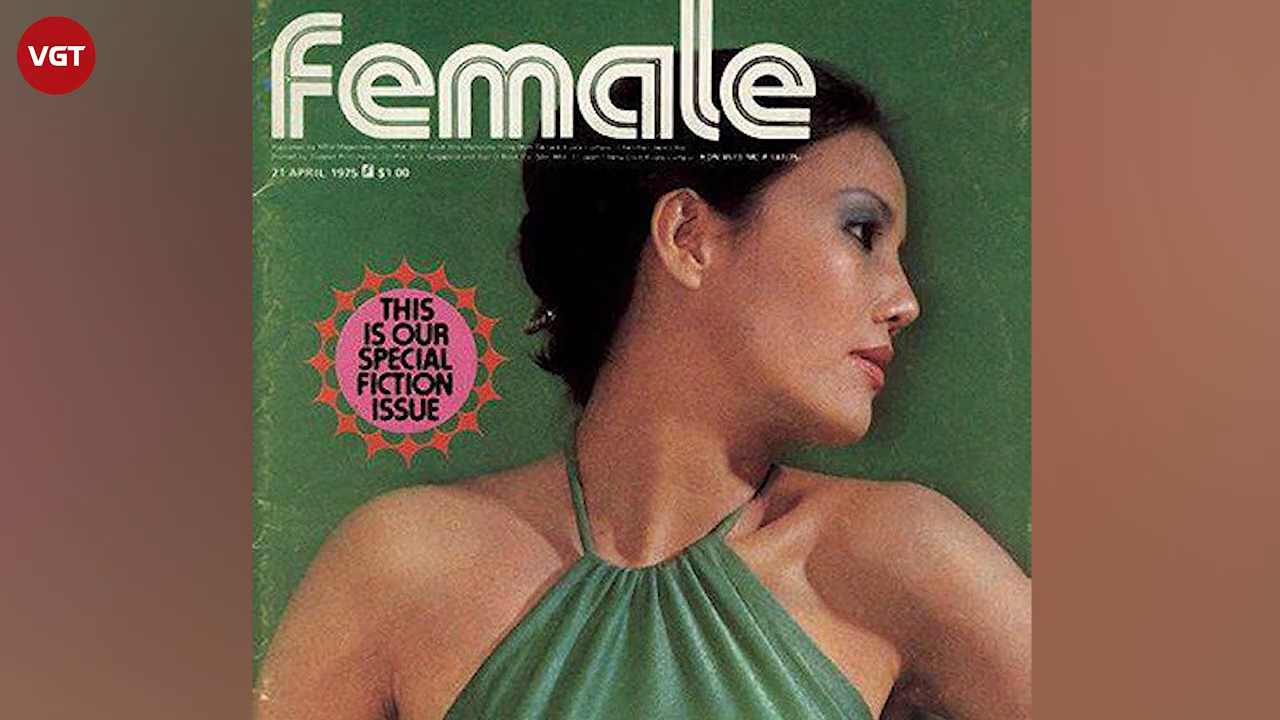 VGT
female
21 APRIL 1975 $1.00
THIS
IS OUR
SPECIAL
FICTION
ISSUE